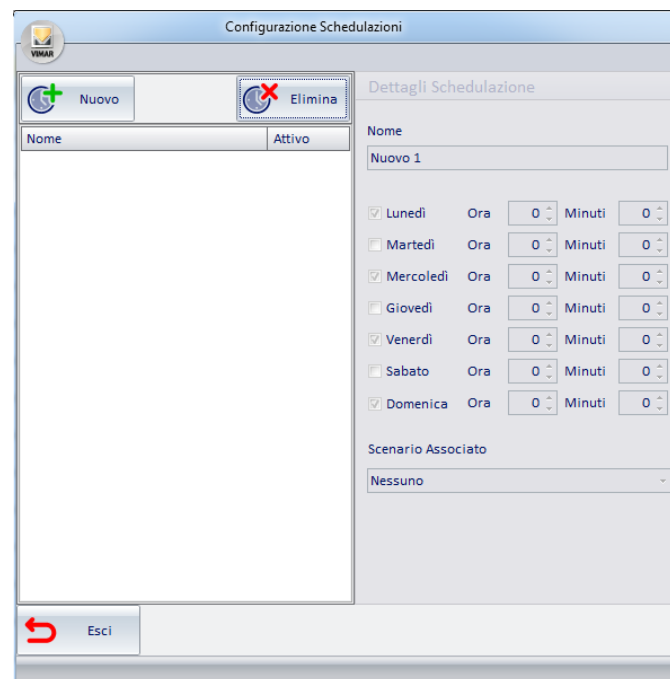 Configurazione Schedulazioni
VIMAR
Nuovo Elimina
Nome Attivo
Dettagli Schedulazione
Nome
Nuovo 1
Lunedì Ora 0 Minuti 0
Martedì Ora 0 Minuti 0
Mercoledì Ora 0 Minuti 0
Giovedì Ora 0 Minuti 0
Venerdì Ora 0 Minuti 0
Sabato Ora 0 Minuti 0
Domenica Ora 0 Minuti 0
Scenario Associato
Nessuno
Esci